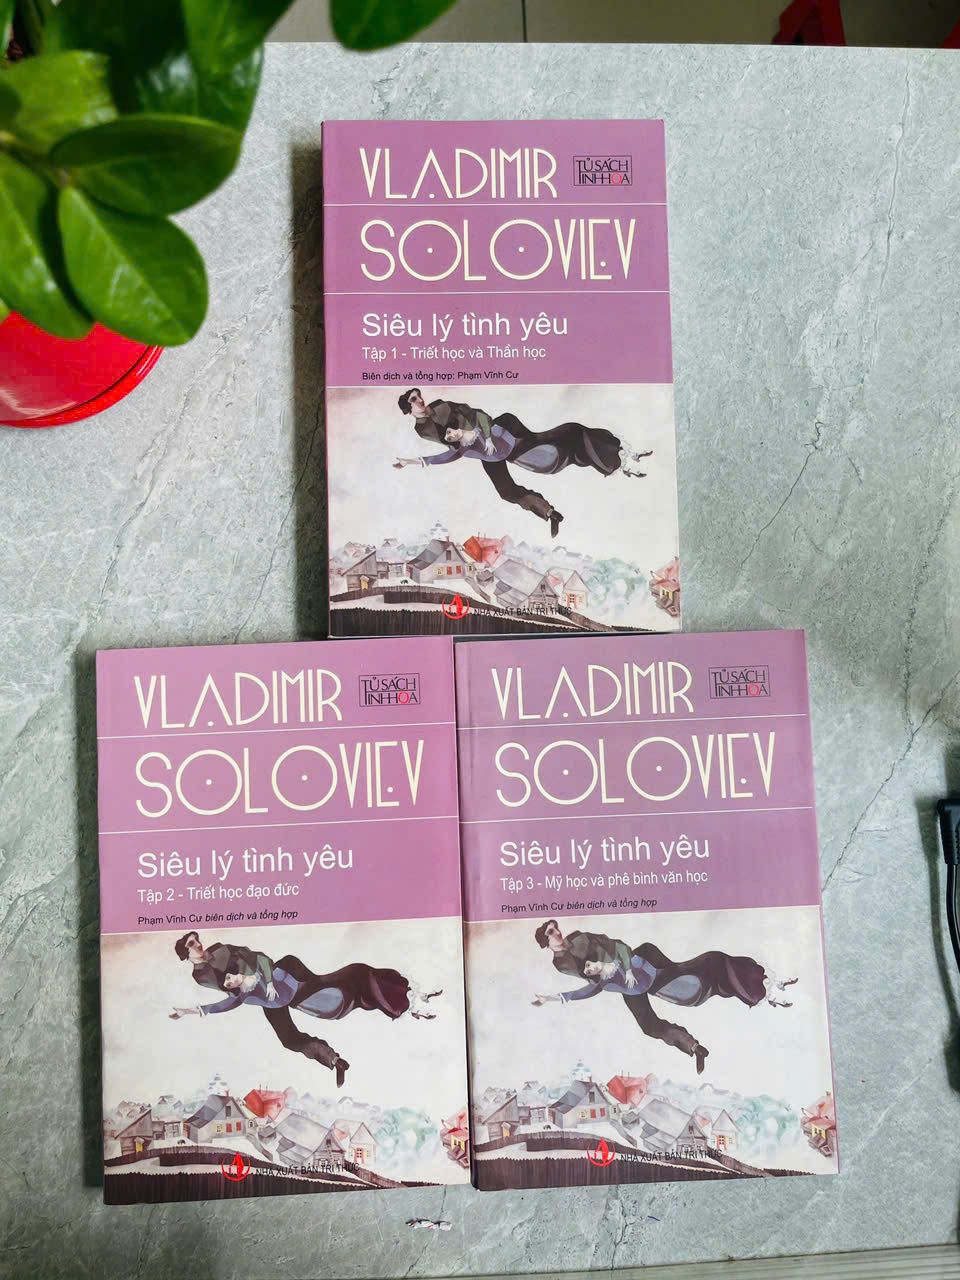 VLADIMIR
TỦ SÁCH
TINH HOA
SOLOVIEV
Siêu lý tình yêu
Tập 1 - Triết học và Thần học
Biên dịch và tổng hợp: Phạm Vĩnh Cư
NHÀ XUẤT BẢN TRI THỨC
VLADIMIR
TỦ SÁCH
TINH HOA
SOLOVIEV
Siêu lý tình yêu
Tập 2 - Triết học đạo đức
Phạm Vĩnh Cư biên dịch và tổng hợp
NHÀ XUẤT BẢN TRI THỨC
VLADIMIR
TỦ SÁCH
TINH HOA
SOLOVIEV
Siêu lý tình yêu
Tập 3 - Mỹ học và phê bình văn học
Phạm Vĩnh Cư biên dịch và tổng hợp
NHÀ XUẤT BẢN TRI THỨC